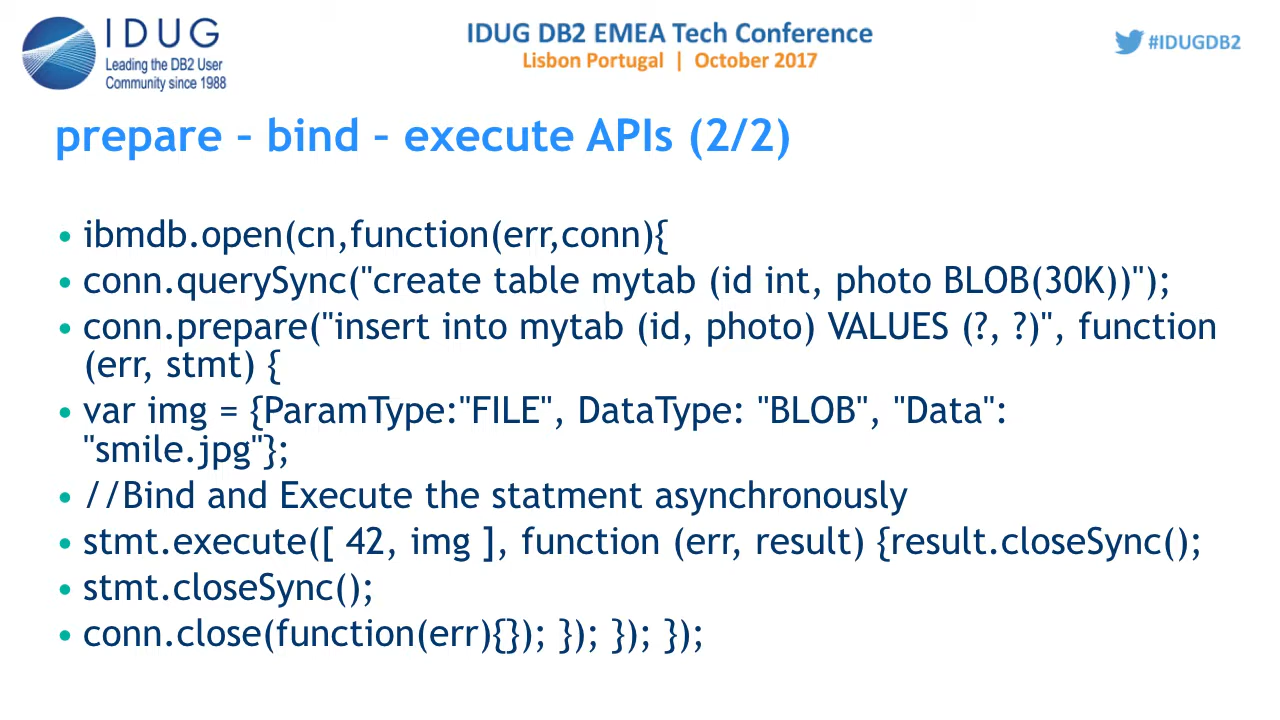 IDUG
Leading the DB2 User
Community since 1988
IDUG DB2 EMEA Tech Conference
Lisbon Portugal | October 2017
#IDUGDB2
prepare – bind – execute APIs (2/2)
• ibmdb.open(cn,function(err,conn){
• conn.querySync("create table mytab (id int, photo BLOB(30K))");
• conn.prepare("insert into mytab (id, photo) VALUES (?, ?)", function
(err, stmt) {
• var img = {ParamType:"FILE", DataType: "BLOB", "Data":
"smile.jpg"};
• //Bind and Execute the statment asynchronously
• stmt.execute([ 42, img ], function (err, result) {result.closeSync();
• stmt.closeSync();
• conn.close(function(err){}); }); }); });